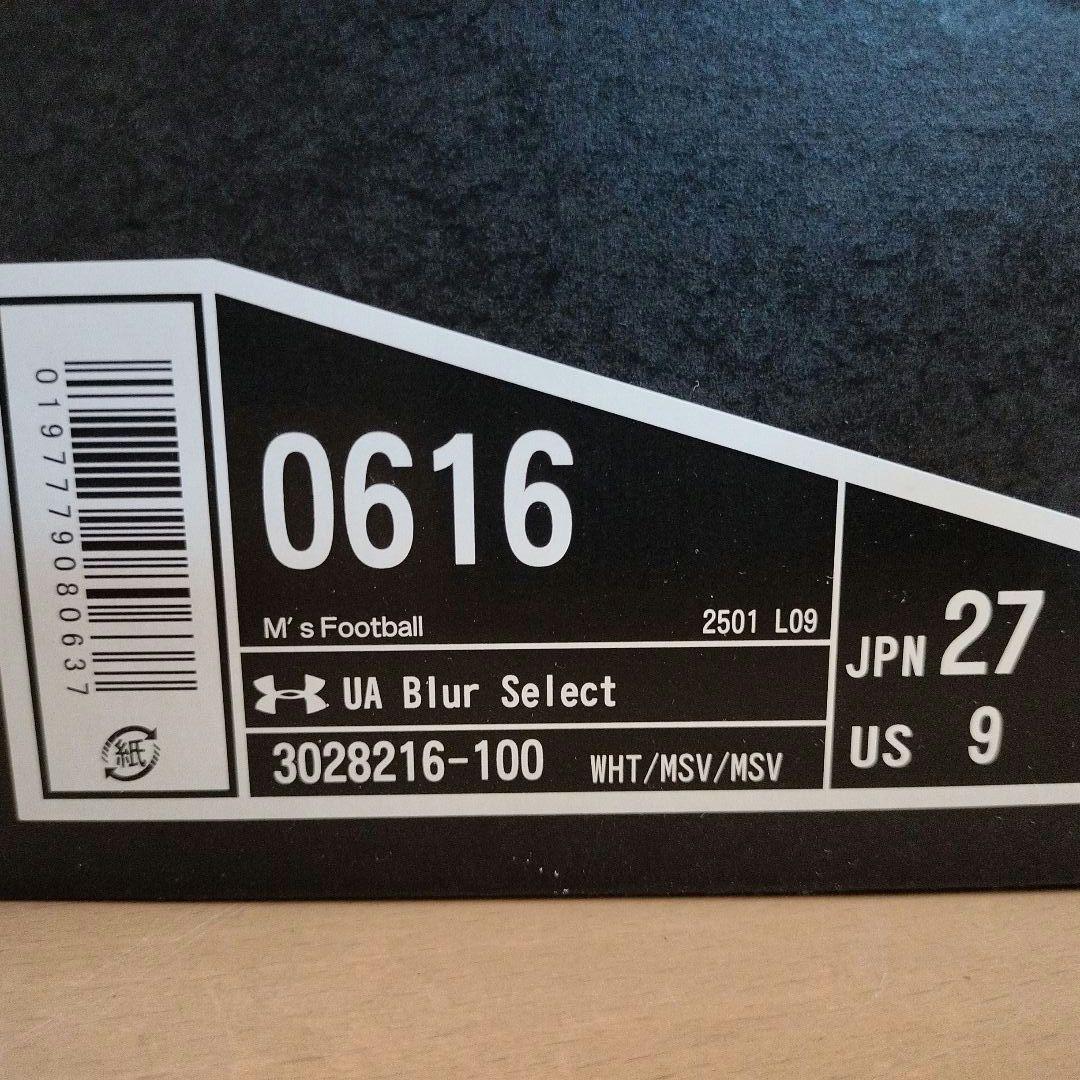 0197779080637
紙
0616
M's Football
2501 L09
UA Blur Select
3028216-100 WHT/MSV/MSV
JPN 27
US 9